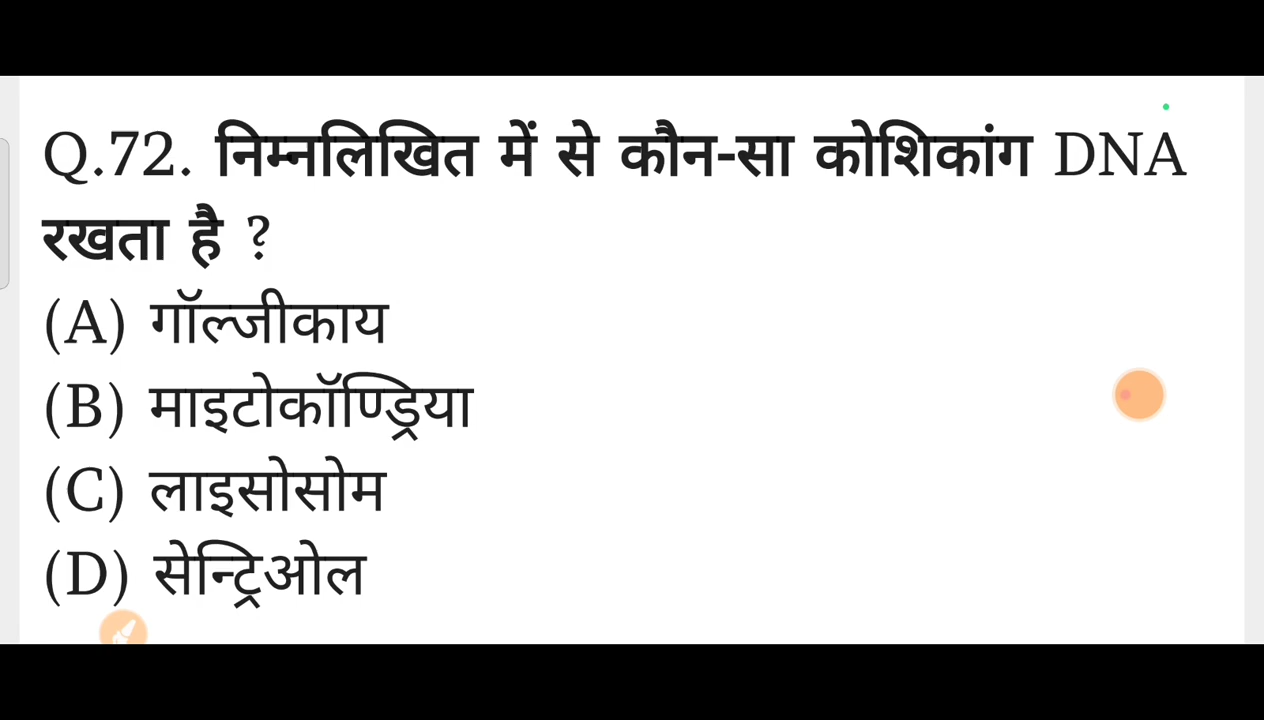 Q.72. निम्नलिखित में से कौन-सा कोशिकांग DNA
रखता है ?
(A) गॉल्जीकाय
(B) माइटोकॉण्ड्रिया
(C) लाइसोसोम
(D) सेन्ट्रिओल